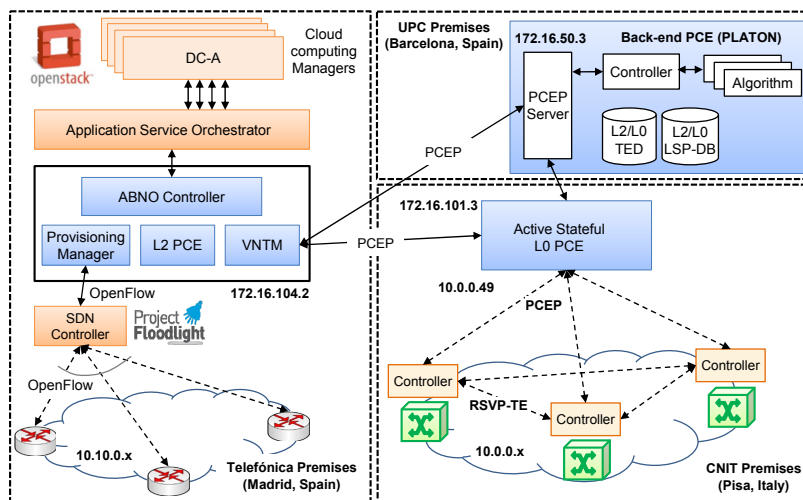 openstack
DC-A
Cloud
computing
Managers
Application Service Orchestrator
ABNO Controller
Provisioning
Manager
L2 PCE
VNTM
172.16.104.2
OpenFlow
SDN
Controller
Project
Floodlight
OpenFlow
10.10.0.x
Telefónica Premises
(Madrid, Spain)
UPC Premises
(Barcelona, Spain)
172.16.50.3
Back-end PCE (PLATON)
PCEP
Server
Controller
Algorithm
L2/L0
TED
L2/L0
LSP-DB
PCEP
PCEP
172.16.101.3
Active Stateful
L0 PCE
10.0.0.49
PCEP
Controller
Controller
RSVP-TE
Controller
10.0.0.x
CNIT Premises
(Pisa, Italy)